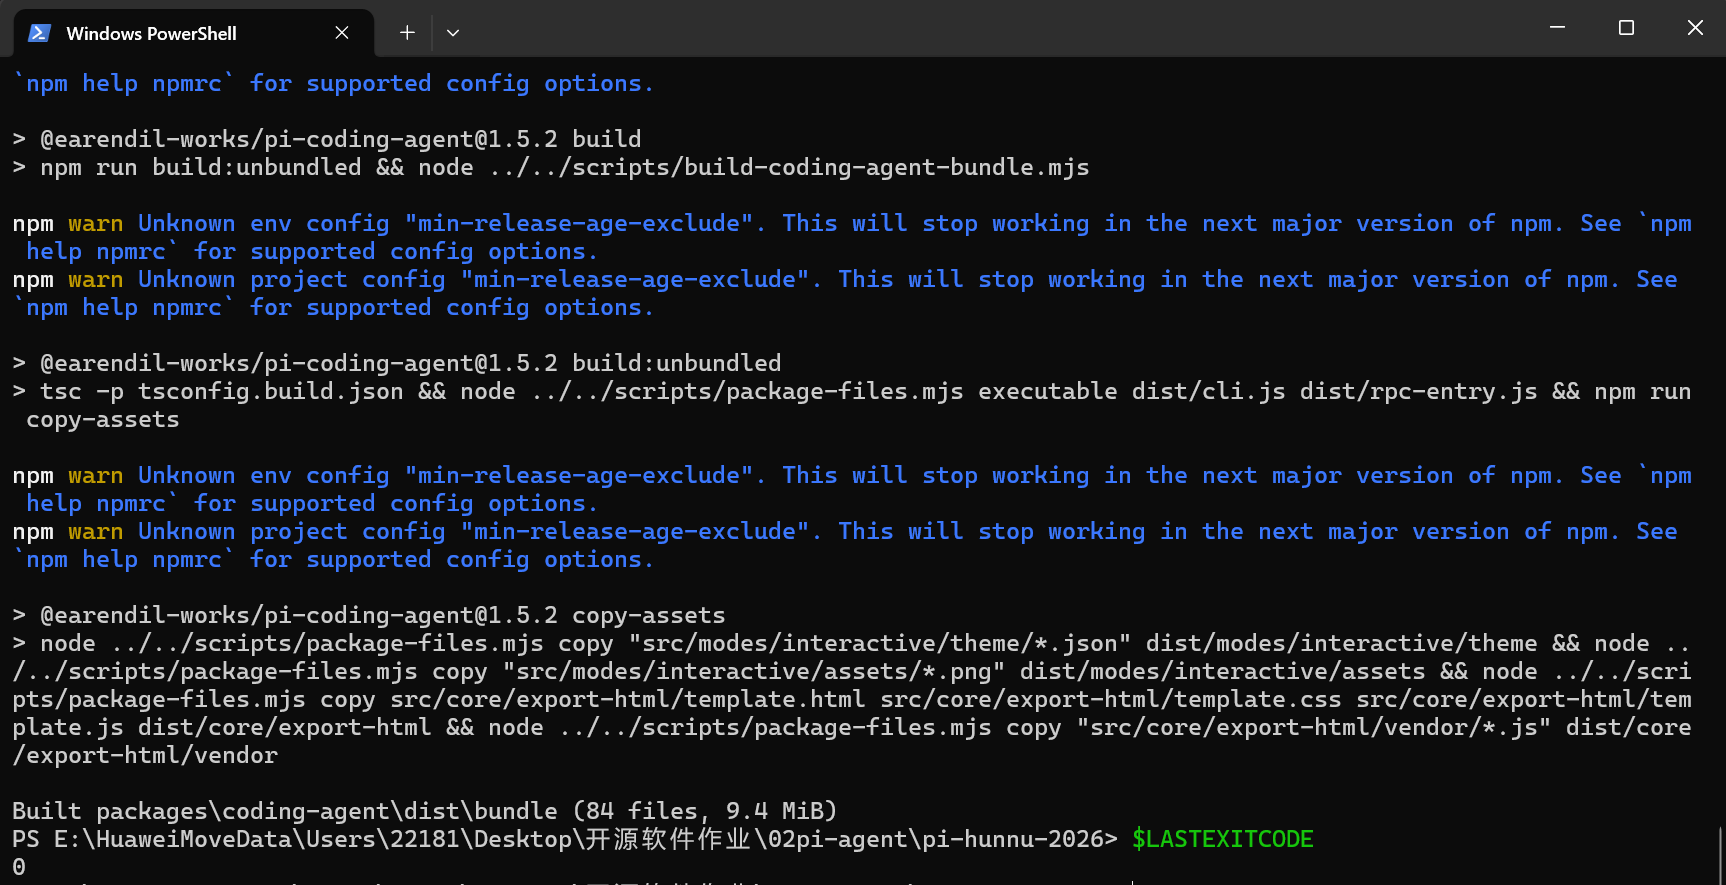 Windows PowerShell
`npm help npmrc` for supported config options.
> @earendil-works/pi-coding-agent@1.5.2 build
> npm run build:unbundled && node ../../scripts/build-coding-agent-bundle.mjs
npm warn Unknown env config "min-release-age-exclude". This will stop working in the next major version of npm. See `npm
help npmrc` for supported config options.
npm warn Unknown project config "min-release-age-exclude". This will stop working in the next major version of npm. See
`npm help npmrc` for supported config options.
> @earendil-works/pi-coding-agent@1.5.2 build:unbundled
> tsc -p tsconfig.build.json && node ../../scripts/package-files.mjs executable dist/cli.js dist/rpc-entry.js && npm run
copy-assets
npm warn Unknown env config "min-release-age-exclude". This will stop working in the next major version of npm. See `npm
help npmrc` for supported config options.
npm warn Unknown project config "min-release-age-exclude". This will stop working in the next major version of npm. See
`npm help npmrc` for supported config options.
> @earendil-works/pi-coding-agent@1.5.2 copy-assets
> node ../../scripts/package-files.mjs copy "src/modes/interactive/theme/*.json" dist/modes/interactive/theme && node ..
/../scripts/package-files.mjs copy "src/modes/interactive/assets/*.png" dist/modes/interactive/assets && node ../../scri
pts/package-files.mjs copy src/core/export-html/template.html src/core/export-html/template.css src/core/export-html/tem
plate.js dist/core/export-html && node ../../scripts/package-files.mjs copy "src/core/export-html/vendor/*.js" dist/core
/export-html/vendor
Built packages\coding-agent\dist\bundle (84 files, 9.4 MiB)
PS E:\HuaweiMoveData\Users\22181\Desktop\开源软件作业\02pi-agent\pi-hunnu-2026> $LASTEXITCODE
0